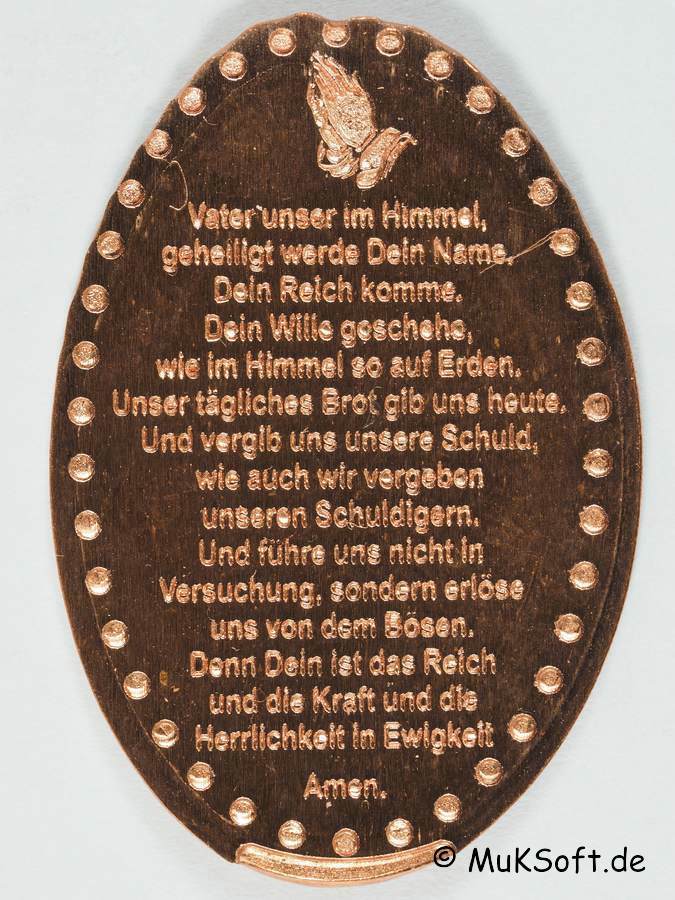 Vater unser im Himmel,
geheiligt werde Dein Name.
Dein Reich komme.
Dein Wille geschehe,
wie im Himmel so auf Erden.
Unser tägliches Brot gib uns heute.
Und vergib uns unsere Schuld,
wie auch wir vergeben
unseren Schuldigern.
Und führe uns nicht in
Versuchung, sondern erlöse
uns von dem Bösen.
Denn Dein ist das Reich
und die Kraft und die
Herrlichkeit in Ewigkeit
Amen.
© MuKSoft.de